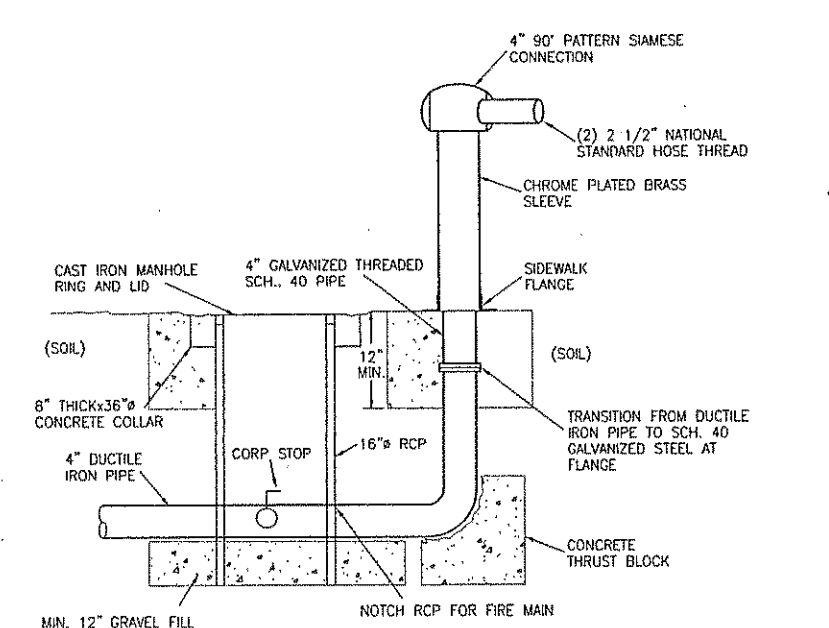 4" 90° PATTERN SIAMESE
CONNECTION
(2) 2 1/2" NATIONAL
STANDARD HOSE THREAD
CHROME PLATED BRASS
SLEEVE
CAST IRON MANHOLE
RING AND LID
4" GALVANIZED THREADED
SCH., 40 PIPE
SIDEWALK
FLANGE
(SOIL)
12"
MIN.
(SOIL)
8" THICKx36"ø
CONCRETE COLLAR
TRANSITION FROM DUCTILE
IRON PIPE TO SCH. 40
GALVANIZED STEEL AT
FLANGE
4" DUCTILE
IRON PIPE
CORP STOP
16"ø RCP
CONCRETE
THRUST BLOCK
NOTCH RCP FOR FIRE MAIN
MIN. 12" GRAVEL FILL